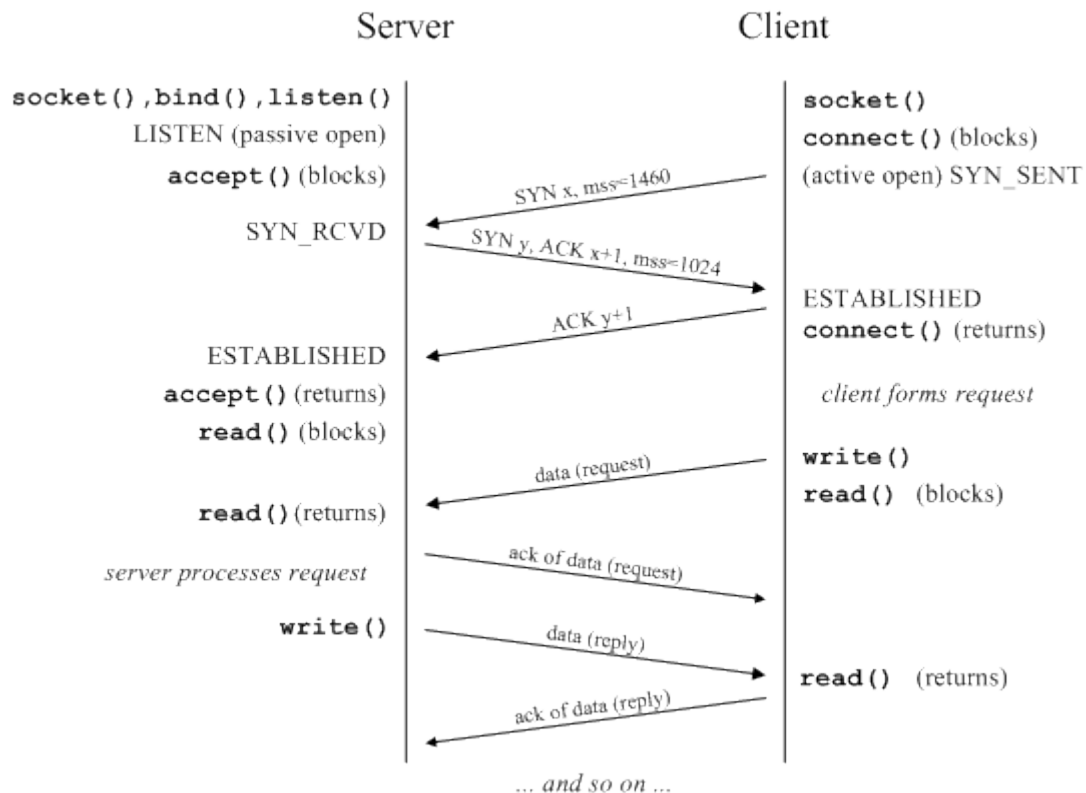 Server
Client
socket(),bind(),listen()
LISTEN (passive open)
accept() (blocks)
socket()
connect() (blocks)
(active open) SYN_SENT
SYN x, mss=1460
SYN_RCVD
SYN y, ACK x+1, mss=1024
ESTABLISHED
connect() (returns)
ACK y+1
ESTABLISHED
accept() (returns)
read() (blocks)
client forms request
write()
read() (blocks)
data (request)
read() (returns)
ack of data (request)
server processes request
write()
data (reply)
read() (returns)
ack of data (reply)
... and so on ...